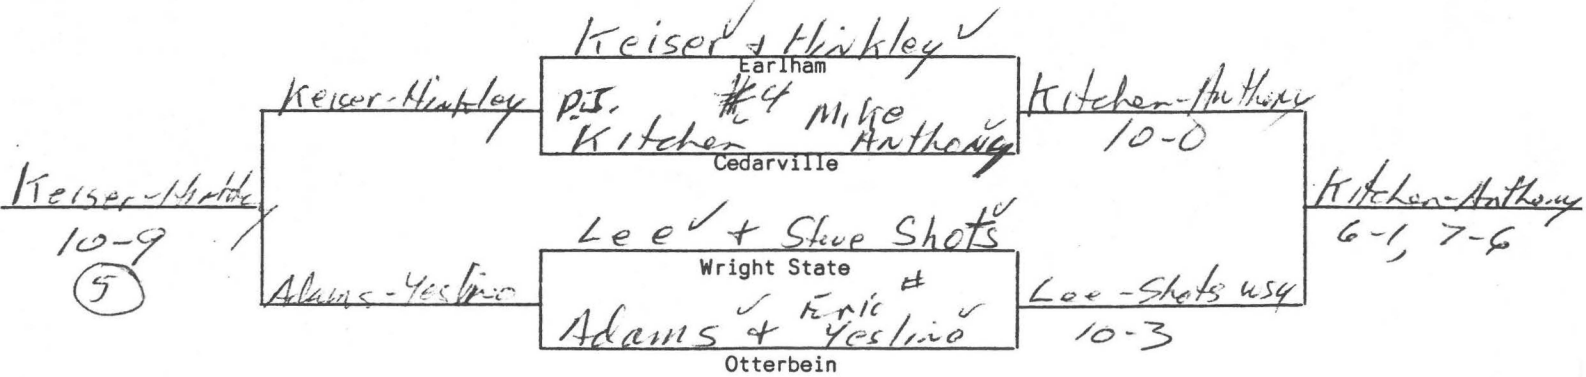 Keiser + Hinkley
Earlham
Keiser-Hinkley
P.J. #4 Mike
Kitchen Anthony
Cedarville
Kitchen-Anthony
10-0
Keiser-Hinkley
10-9
5
Kitchen-Anthony
6-1, 7-6
Lee + Steve Shots
Wright State
Adams-Yesling
Eric #
Adams + Yesling
Otterbein
Lee-Shots WSU
10-3